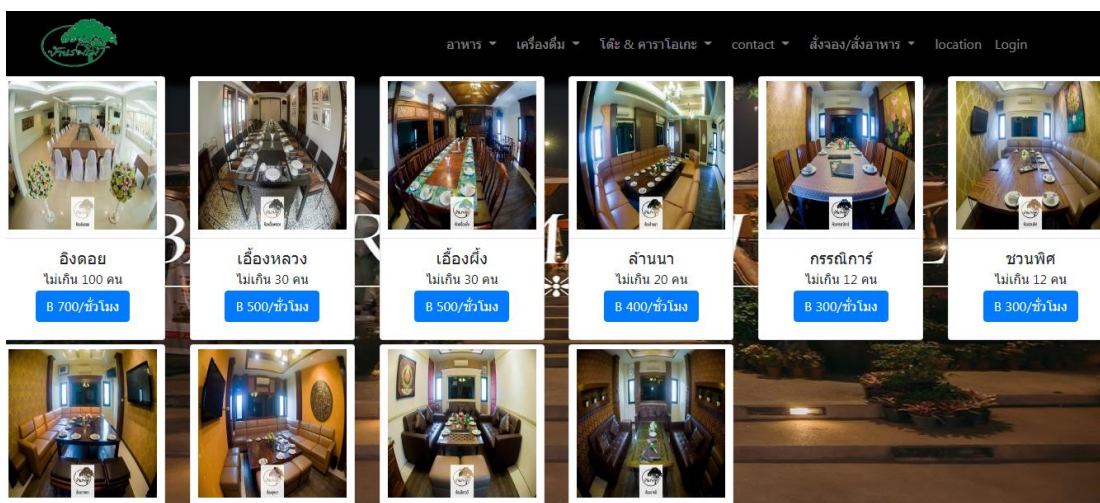 บ้านร่มไม้
อาหาร เครื่องดื่ม โต๊ะ & คาราโอเกะ contact สั่งจอง/สั่งอาหาร location Login
อิงดอย
ไม่เกิน 100 คน
B 700/ชั่วโมง
เอื้องหลวง
ไม่เกิน 30 คน
B 500/ชั่วโมง
เอื้องผึ้ง
ไม่เกิน 30 คน
B 500/ชั่วโมง
ล้านนา
ไม่เกิน 20 คน
B 400/ชั่วโมง
กรรณิการ์
ไม่เกิน 12 คน
B 300/ชั่วโมง
ชวนพิศ
ไม่เกิน 12 คน
B 300/ชั่วโมง